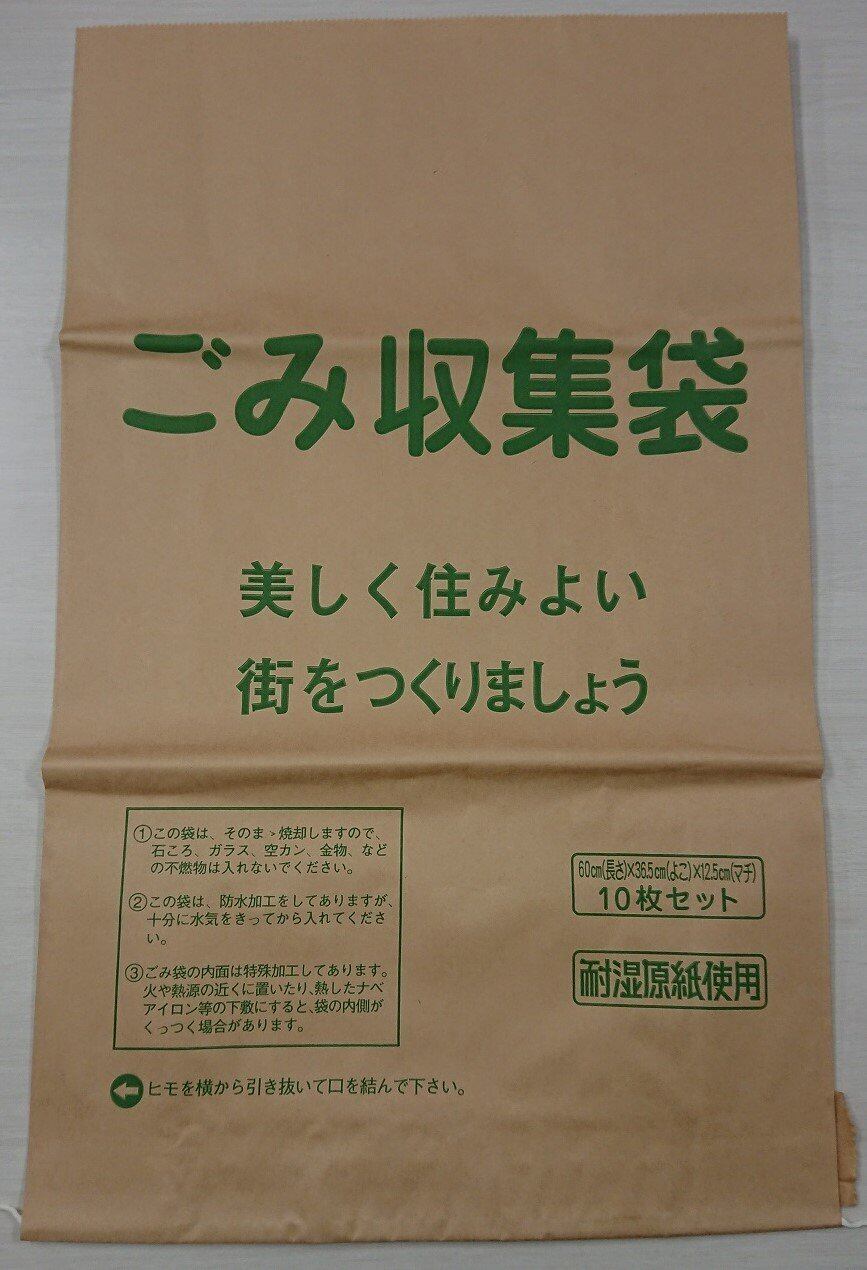 ごみ収集袋
美しく住みよい
街をつくりましょう
①この袋は、そのまゝ焼却しますので、
石ころ、ガラス、空カン、金物、など
の不燃物は入れないでください。
②この袋は、防水加工をしてありますが、
十分に水気をきってから入れてくださ
い。
③ごみ袋の内面は特殊加工してあります。
火や熱源の近くに置いたり、熱したナベ
アイロン等の下敷にすると、袋の内側が
くっつく場合があります。
60cm(長さ)×36.5cm(よこ)×12.5cm(マチ)
10枚セット
耐湿原紙使用
ヒモを横から引き抜いて口を結んで下さい。